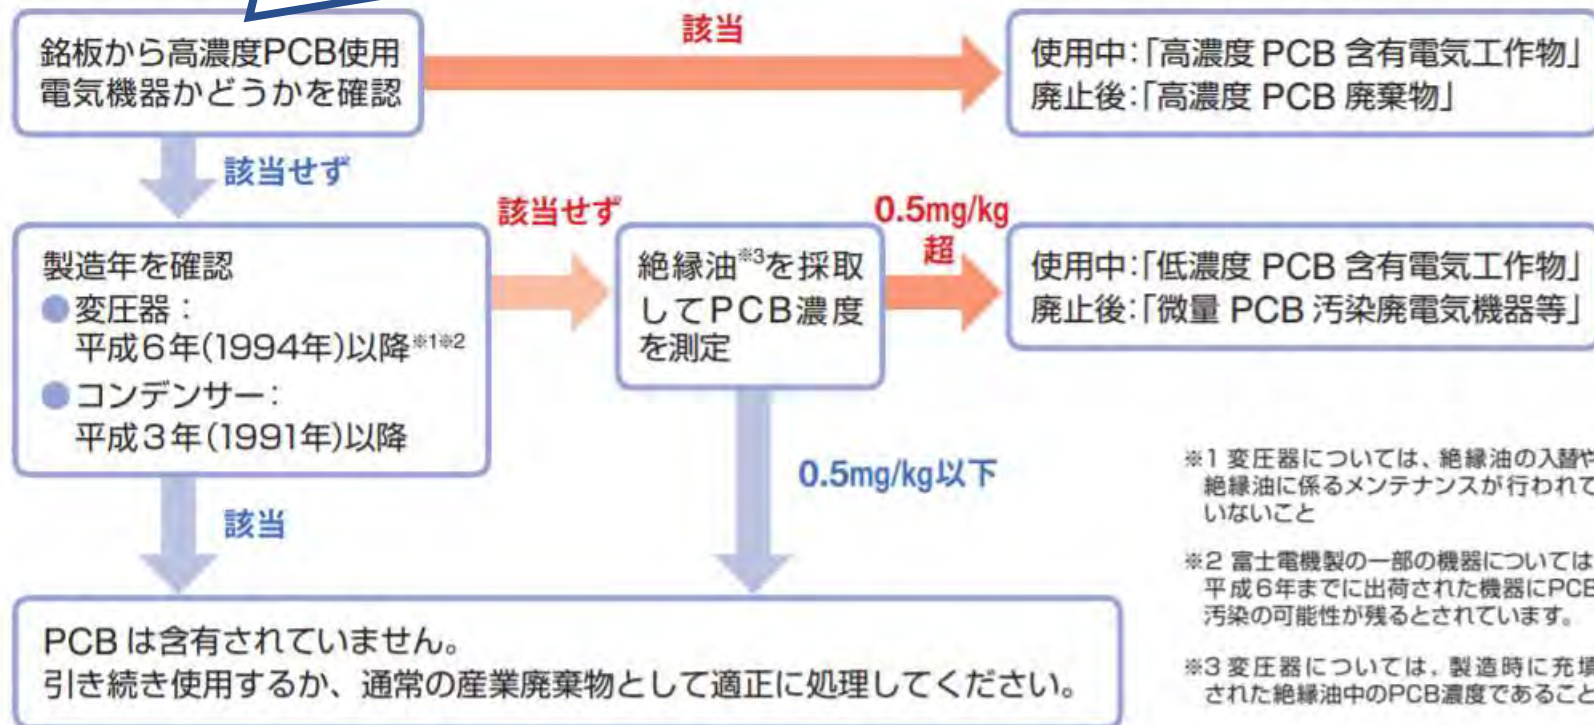 銘板から高濃度PCB使用
電気機器かどうかを確認
該当
使用中：「高濃度 PCB 含有電気工作物」
廃止後：「高濃度 PCB 廃棄物」
該当せず
製造年を確認
●変圧器：
平成6年(1994年)以降※1※2
●コンデンサー：
平成3年(1991年)以降
該当せず
絶縁油※3を採取
してPCB濃度
を測定
0.5mg/kg
超
使用中：「低濃度 PCB 含有電気工作物」
廃止後：「微量 PCB 汚染廃電気機器等」
該当
0.5mg/kg以下
PCB は含有されていません。
引き続き使用するか、通常の産業廃棄物として適正に処理してください。
※1 変圧器については、絶縁油の入替や
絶縁油に係るメンテナンスが行われて
いないこと
※2 富士電機製の一部の機器については
平成6年までに出荷された機器にPCB
汚染の可能性が残るとされています。
※3 変圧器については、製造時に充填
された絶縁油中のPCB濃度であること